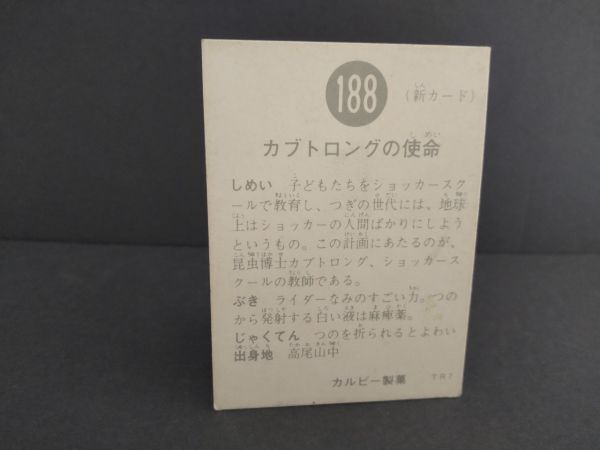 188
(新カード)
カブトロングの使命
しめい 子どもたちをショッカースク
ールで教育し、つぎの世代には、地球
上はショッカーの人間ばかりにしよう
というもの。この計画にあたるのが、
昆虫博士カブトロング、ショッカース
クールの教師である。
ぶき ライダーなみのすごい力。つの
から発射する白い液は麻痺薬。
じゃくてん つのを折られるとよわい
出身地 高尾山中
カルビー製菓 TR7